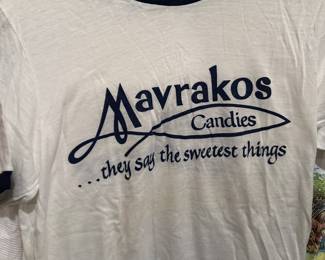 Mavrakos
Candies
...they say the sweetest things